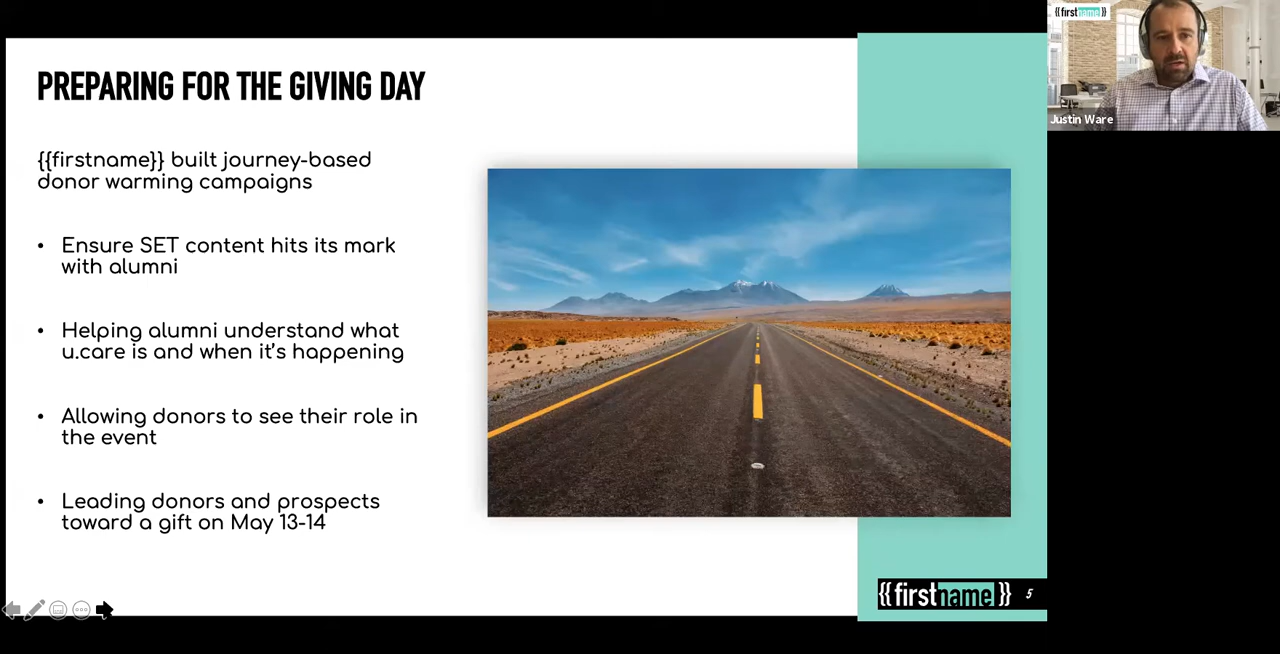 PREPARING FOR THE GIVING DAY
{{firstname}} built journey-based
donor warming campaigns
• Ensure SET content hits its mark
with alumni
• Helping alumni understand what
u.care is and when it's happening
• Allowing donors to see their role in
the event
• Leading donors and prospects
toward a gift on May 13-14
{{firstname}} 5
{{firstname}}
Justin Ware